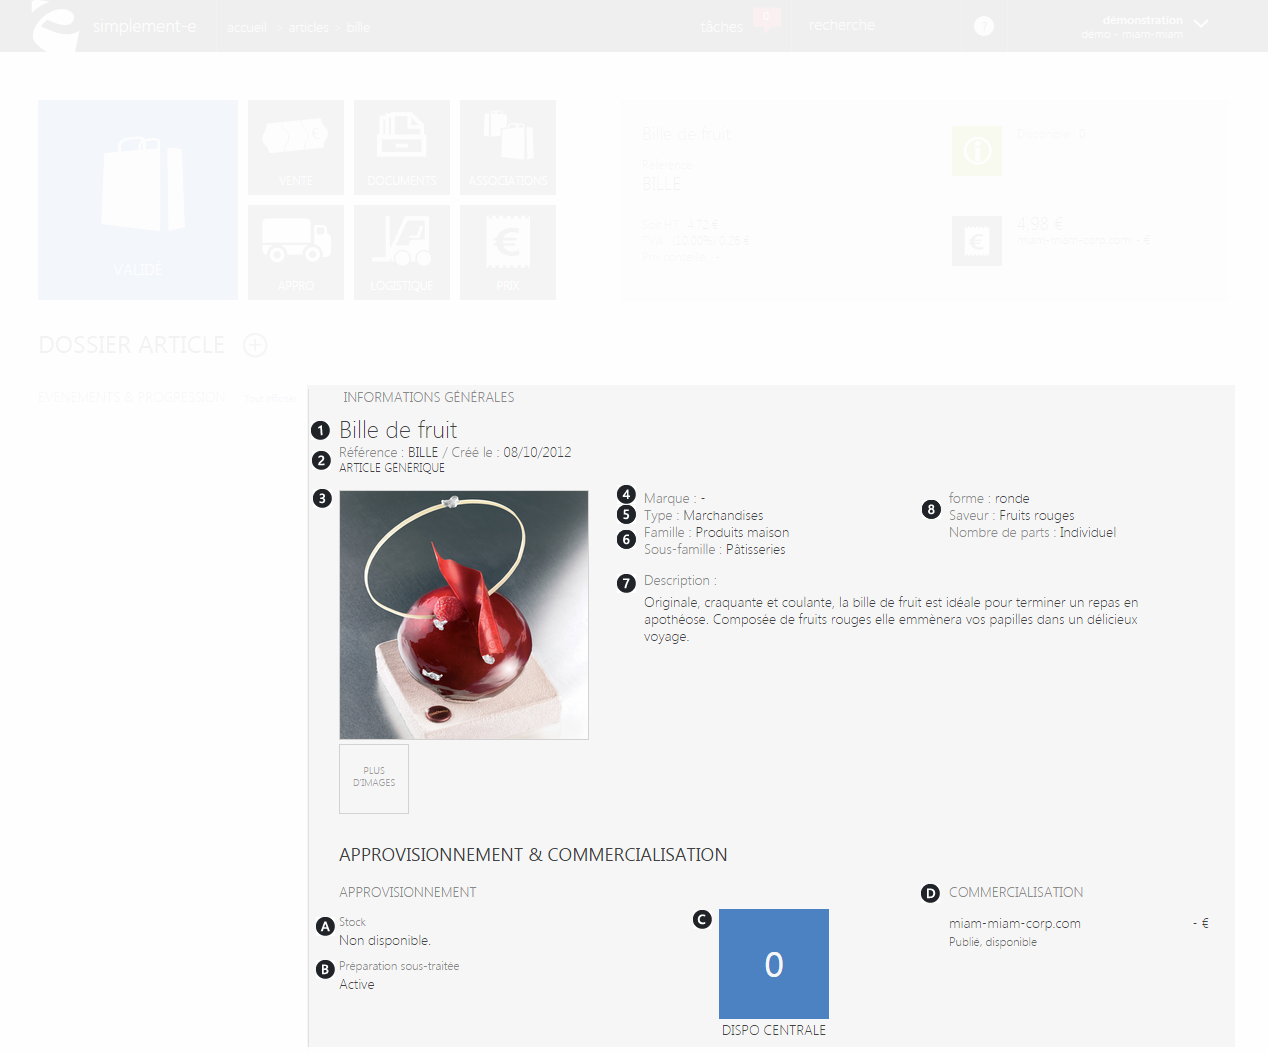 simplement-e
accueil > articles > bille
tâches
0
recherche
démonstration
demo - miam-miam
VALIDÉ
VENTE
DOCUMENTS
ASSOCIATIONS
APPRO
LOGISTIQUE
PRIX
Bille de fruit
BILLE
4,98 €
miam-miam-corp.com - €
DOSSIER ARTICLE
EVENEMENTS & PROGRESSION
INFORMATIONS GÉNÉRALES
1 Bille de fruit
2 Référence : BILLE / Créé le : 08/10/2012
ARTICLE GENERIQUE
3
4 Marque : -
5 Type : Marchandises
6 Famille : Produits maison
Sous-famille : Pâtisseries
8 forme : ronde
Saveur : Fruits rouges
Nombre de parts : Individuel
7 Description :
Originale, craquante et coulante, la bille de fruit est idéale pour terminer un repas en
apothéose. Composée de fruits rouges elle emmènera vos papilles dans un délicieux
voyage.
PLUS
D'IMAGES
APPROVISIONNEMENT & COMMERCIALISATION
APPROVISIONNEMENT
A Stock
Non disponible.
B Préparation sous-traitée
Active
C
0
DISPO CENTRALE
D COMMERCIALISATION
miam-miam-corp.com - €
Publié, disponible